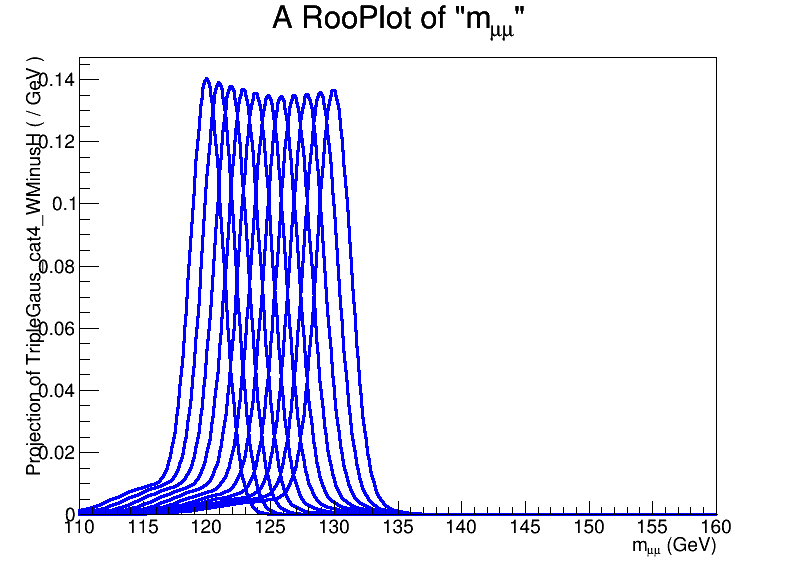 A RooPlot of "mμμ"
Projection of TripleGaus_cat4_WMinusH ( / GeV )
0.14
0.12
0.1
0.08
0.06
0.04
0.02
0
110 115 120 125 130 135 140 145 150 155 160
mμμ (GeV)